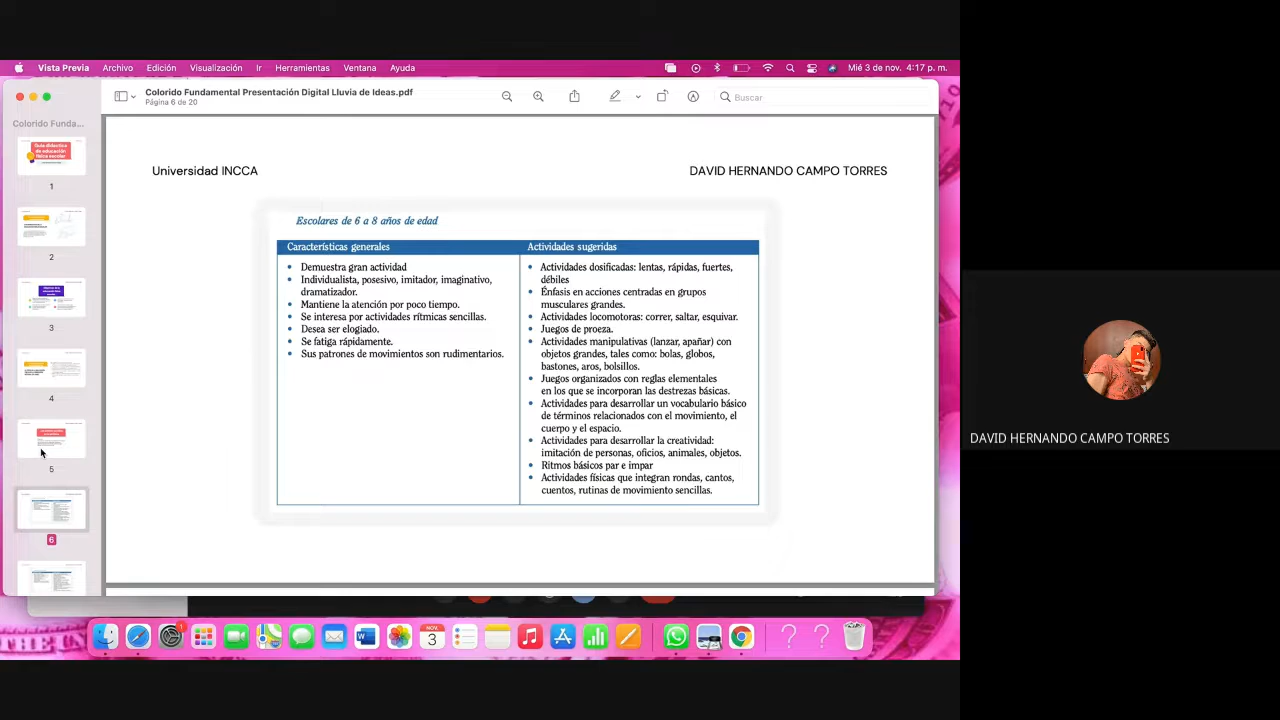 Vista Previa Archivo Edición Visualización Ir Herramientas Ventana Ayuda Mié 3 de nov. 4:17 p. m.
Colorido Fundamental Presentación Digital Lluvia de Ideas.pdf
Página 6 de 20
Buscar
Colorido Funda...
1
2
3
4
5
6
Universidad INCCA
DAVID HERNANDO CAMPO TORRES
Escolares de 6 a 8 años de edad
Características generales
• Demuestra gran actividad
• Individualista, posesivo, imitador, imaginativo,
dramatizador.
• Mantiene la atención por poco tiempo.
• Se interesa por actividades rítmicas sencillas.
• Desea ser elogiado.
• Se fatiga rápidamente.
• Sus patrones de movimientos son rudimentarios.
Actividades sugeridas
• Actividades dosificadas: lentas, rápidas, fuertes,
débiles
• Énfasis en acciones centradas en grupos
musculares grandes.
• Actividades locomotoras: correr, saltar, esquivar.
• Juegos de proeza.
• Actividades manipulativas (lanzar, apañar) con
objetos grandes, tales como: bolas, globos,
bastones, aros, bolsillos.
• Juegos organizados con reglas elementales
en los que se incorporan las destrezas básicas.
• Actividades para desarrollar un vocabulario básico
de términos relacionados con el movimiento, el
cuerpo y el espacio.
• Actividades para desarrollar la creatividad:
imitación de personas, oficios, animales, objetos.
• Ritmos básicos par e impar
• Actividades físicas que integran rondas, cantos,
cuentos, rutinas de movimiento sencillas.
DAVID HERNANDO CAMPO TORRES
NOV.
3